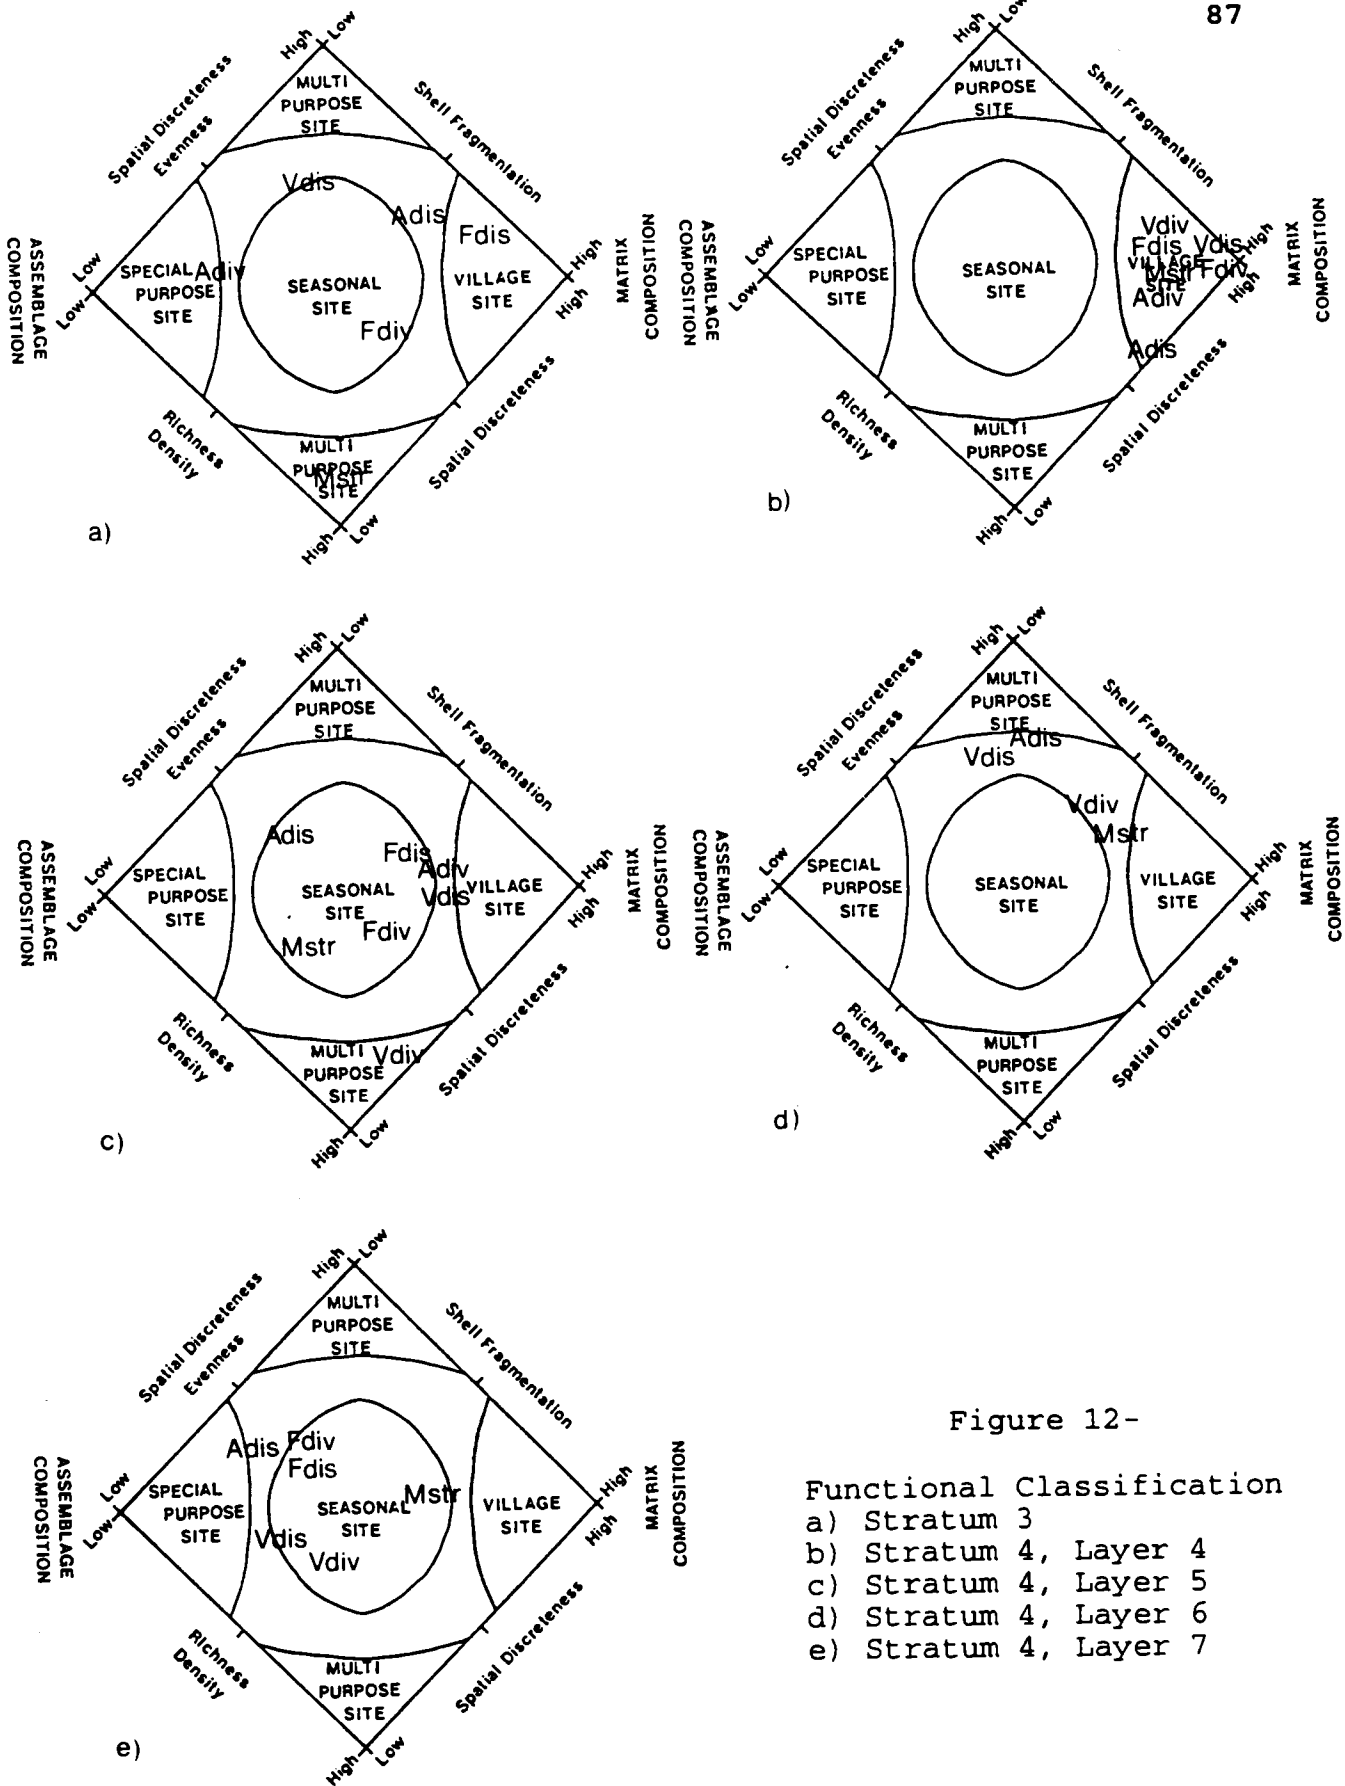 87
High Low
Spatial Discreteness
Evenness
Shell Fragmentation
MULTI
PURPOSE
SITE
Vdis
Adis
Fdis
Low
Low
SPECIAL
PURPOSE
SITE
Adiv
SEASONAL
SITE
Fdiv
VILLAGE
SITE
High
High
ASSEMBLAGE
COMPOSITION
MATRIX
COMPOSITION
Richness
Density
Spatial Discreteness
MULTI
PURPOSE
SITE
Mstr
High Low
a)
High Low
Spatial Discreteness
Evenness
Shell Fragmentation
MULTI
PURPOSE
SITE
Low
Low
SPECIAL
PURPOSE
SITE
SEASONAL
SITE
Vdiv
Fdis Vdis
VILLAGE
Mstr Fdiv
SITE
Adiv
Adis
High
High
ASSEMBLAGE
COMPOSITION
MATRIX
COMPOSITION
Richness
Density
Spatial Discreteness
MULTI
PURPOSE
SITE
High Low
b)
High Low
Spatial Discreteness
Evenness
Shell Fragmentation
MULTI
PURPOSE
SITE
Adis
Fdis
Adiv
Vdis
Low
Low
SPECIAL
PURPOSE
SITE
SEASONAL
SITE
Fdiv
Mstr
VILLAGE
SITE
High
High
ASSEMBLAGE
COMPOSITION
MATRIX
COMPOSITION
Richness
Density
Spatial Discreteness
MULTI
PURPOSE
SITE
Vdiv
High Low
c)
High Low
Spatial Discreteness
Evenness
Shell Fragmentation
MULTI
PURPOSE
SITE
Adis
Vdis
Vdiv
Mstr
Low
Low
SPECIAL
PURPOSE
SITE
SEASONAL
SITE
VILLAGE
SITE
High
High
ASSEMBLAGE
COMPOSITION
MATRIX
COMPOSITION
Richness
Density
Spatial Discreteness
MULTI
PURPOSE
SITE
High Low
d)
High Low
Spatial Discreteness
Evenness
Shell Fragmentation
MULTI
PURPOSE
SITE
Adis Fdiv
Fdis
Mstr
Low
Low
SPECIAL
PURPOSE
SITE
SEASONAL
SITE
Vdis
Vdiv
VILLAGE
SITE
High
High
ASSEMBLAGE
COMPOSITION
MATRIX
COMPOSITION
Richness
Density
Spatial Discreteness
MULTI
PURPOSE
SITE
High Low
e)
Figure 12-
Functional Classification
a) Stratum 3
b) Stratum 4, Layer 4
c) Stratum 4, Layer 5
d) Stratum 4, Layer 6
e) Stratum 4, Layer 7